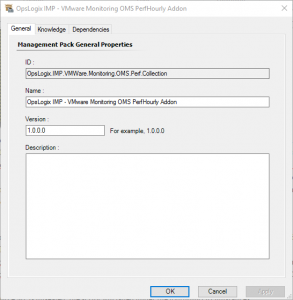 OpsLogix IMP - VMware Monitoring OMS PerfHourly Addon
General Knowledge Dependencies
Management Pack General Properties
ID :
OpsLogix.IMP.VMWare.Monitoring.OMS.Perf.Collection
Name :
OpsLogix IMP - VMware Monitoring OMS PerfHourly Addon
Version :
1.0.0.0 For example, 1.0.0.0
Description :
OK Cancel Apply